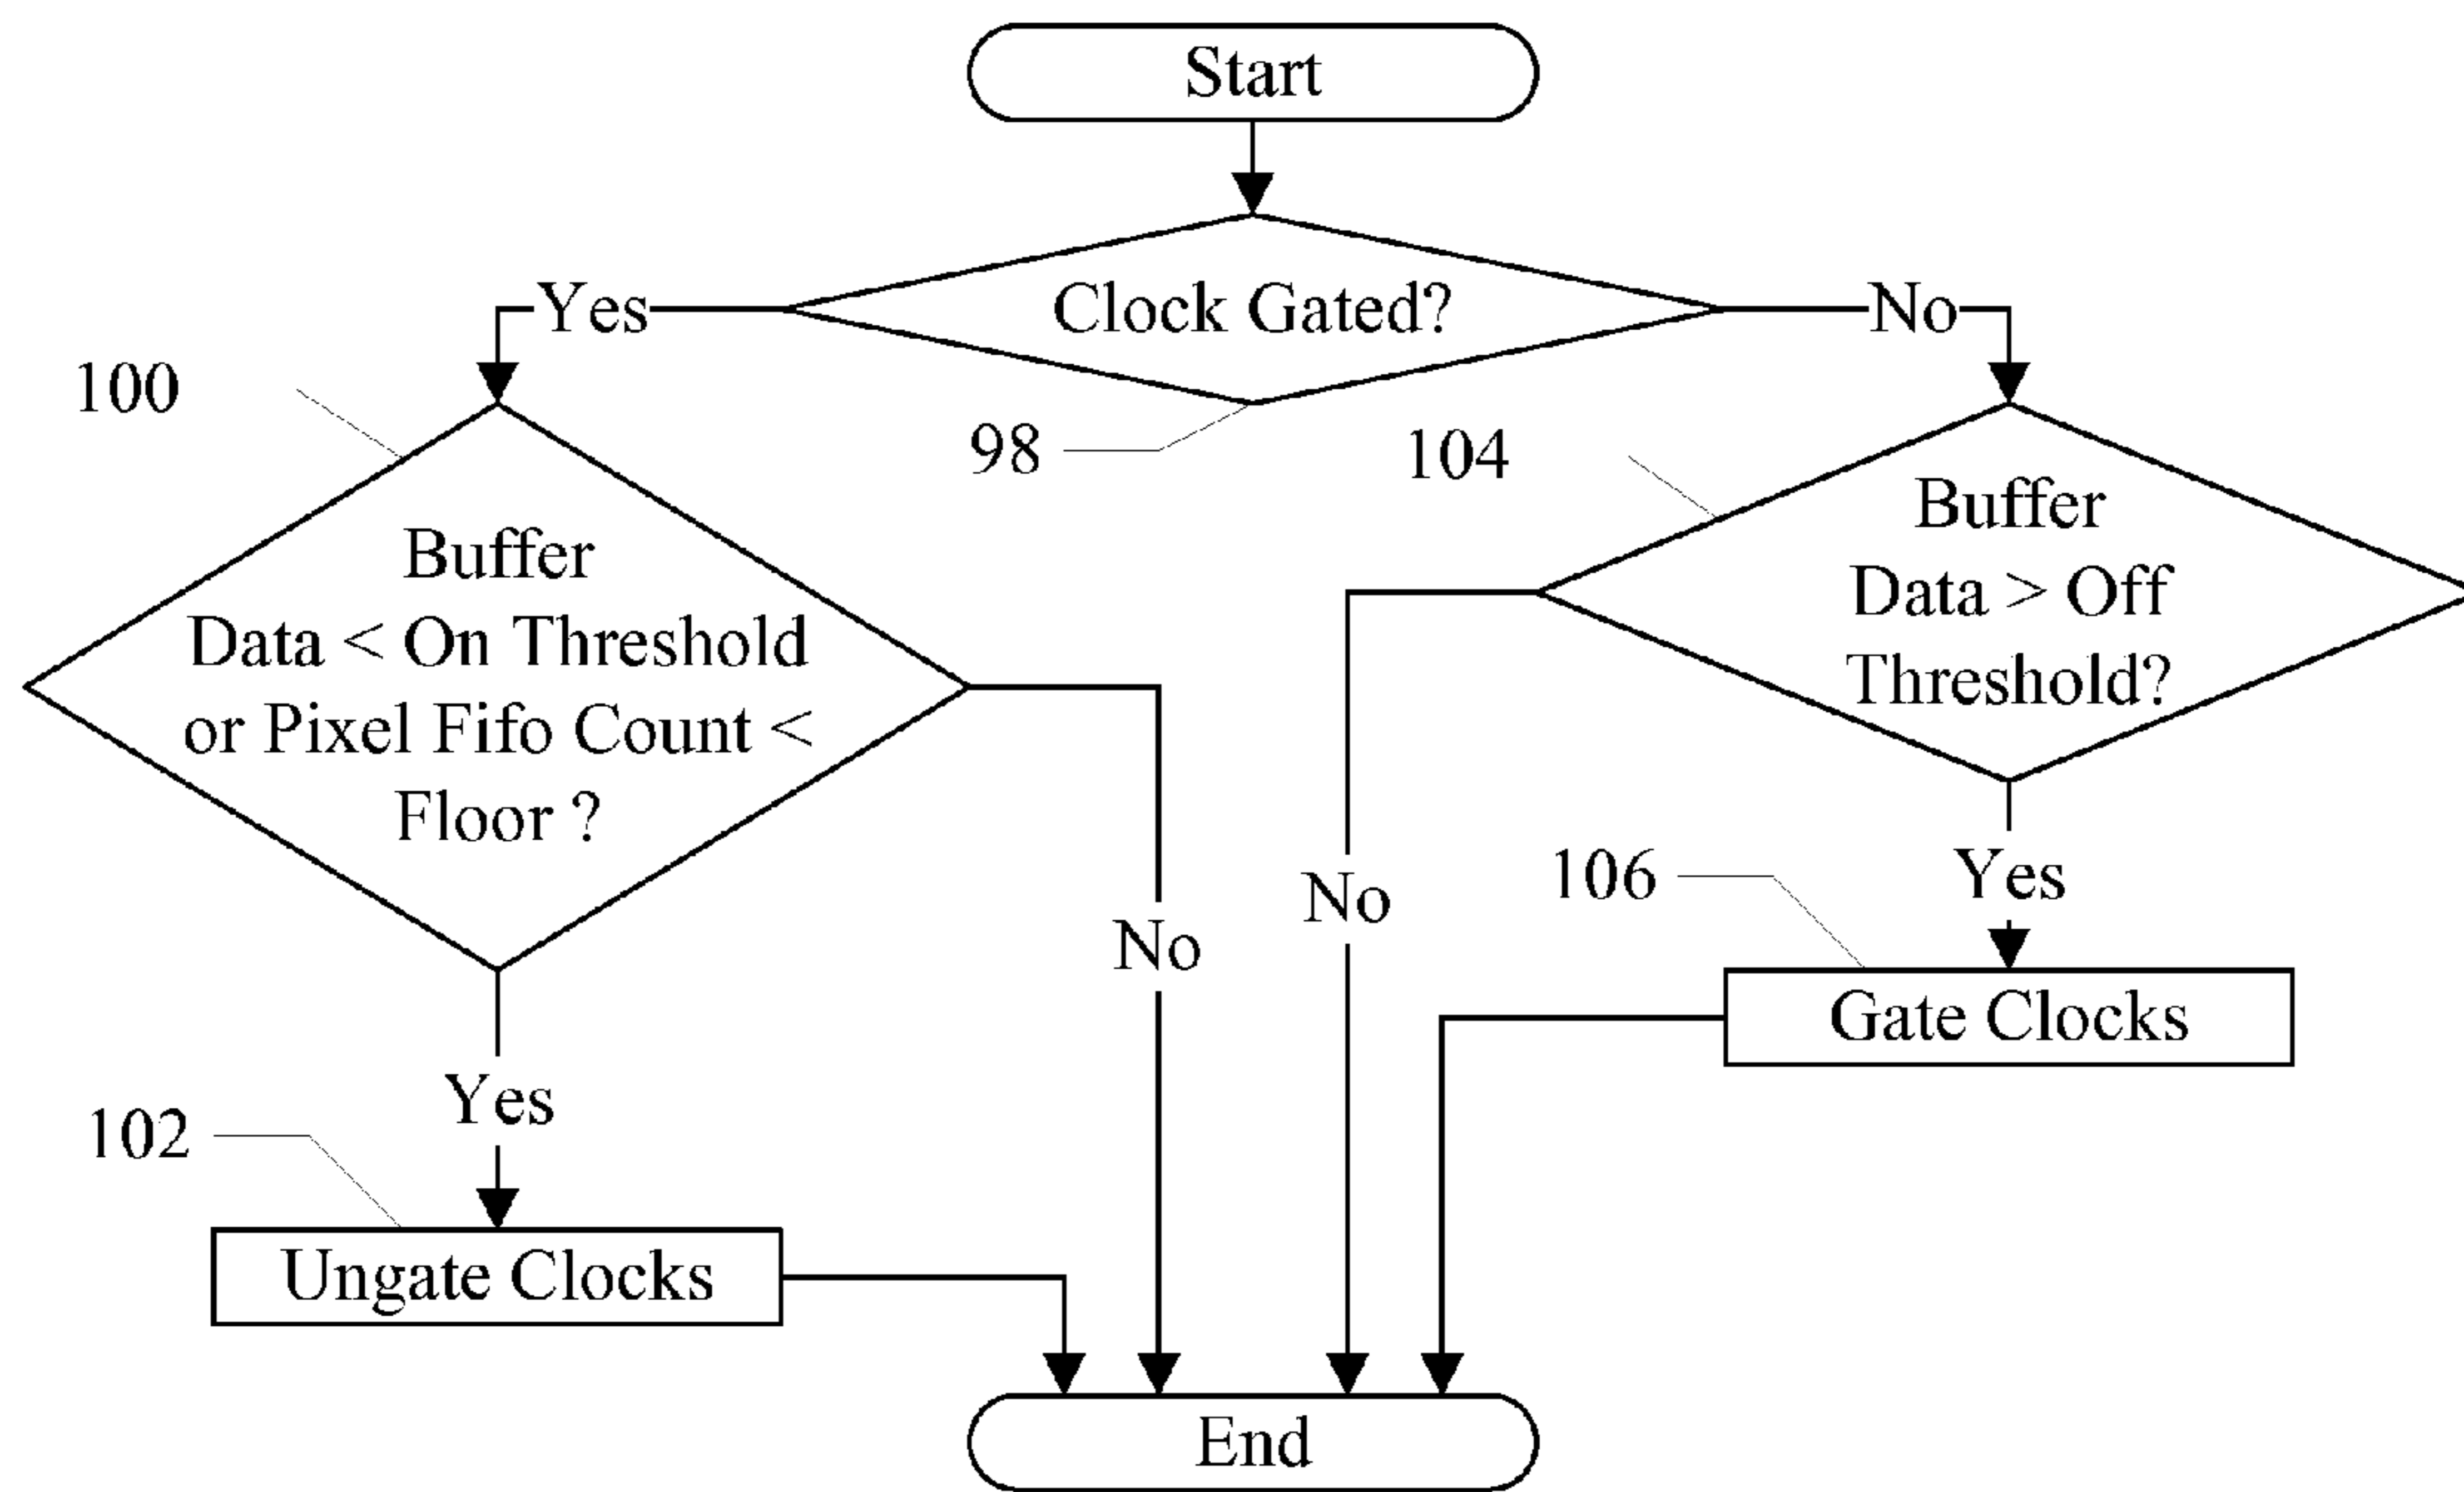 Start
Clock Gated?
Yes
No
100
98
104
Buffer
Data < On Threshold
or Pixel Fifo Count <
Floor ?
Buffer
Data > Off
Threshold?
No
No
106
Yes
Gate Clocks
Yes
102
Ungate Clocks
End